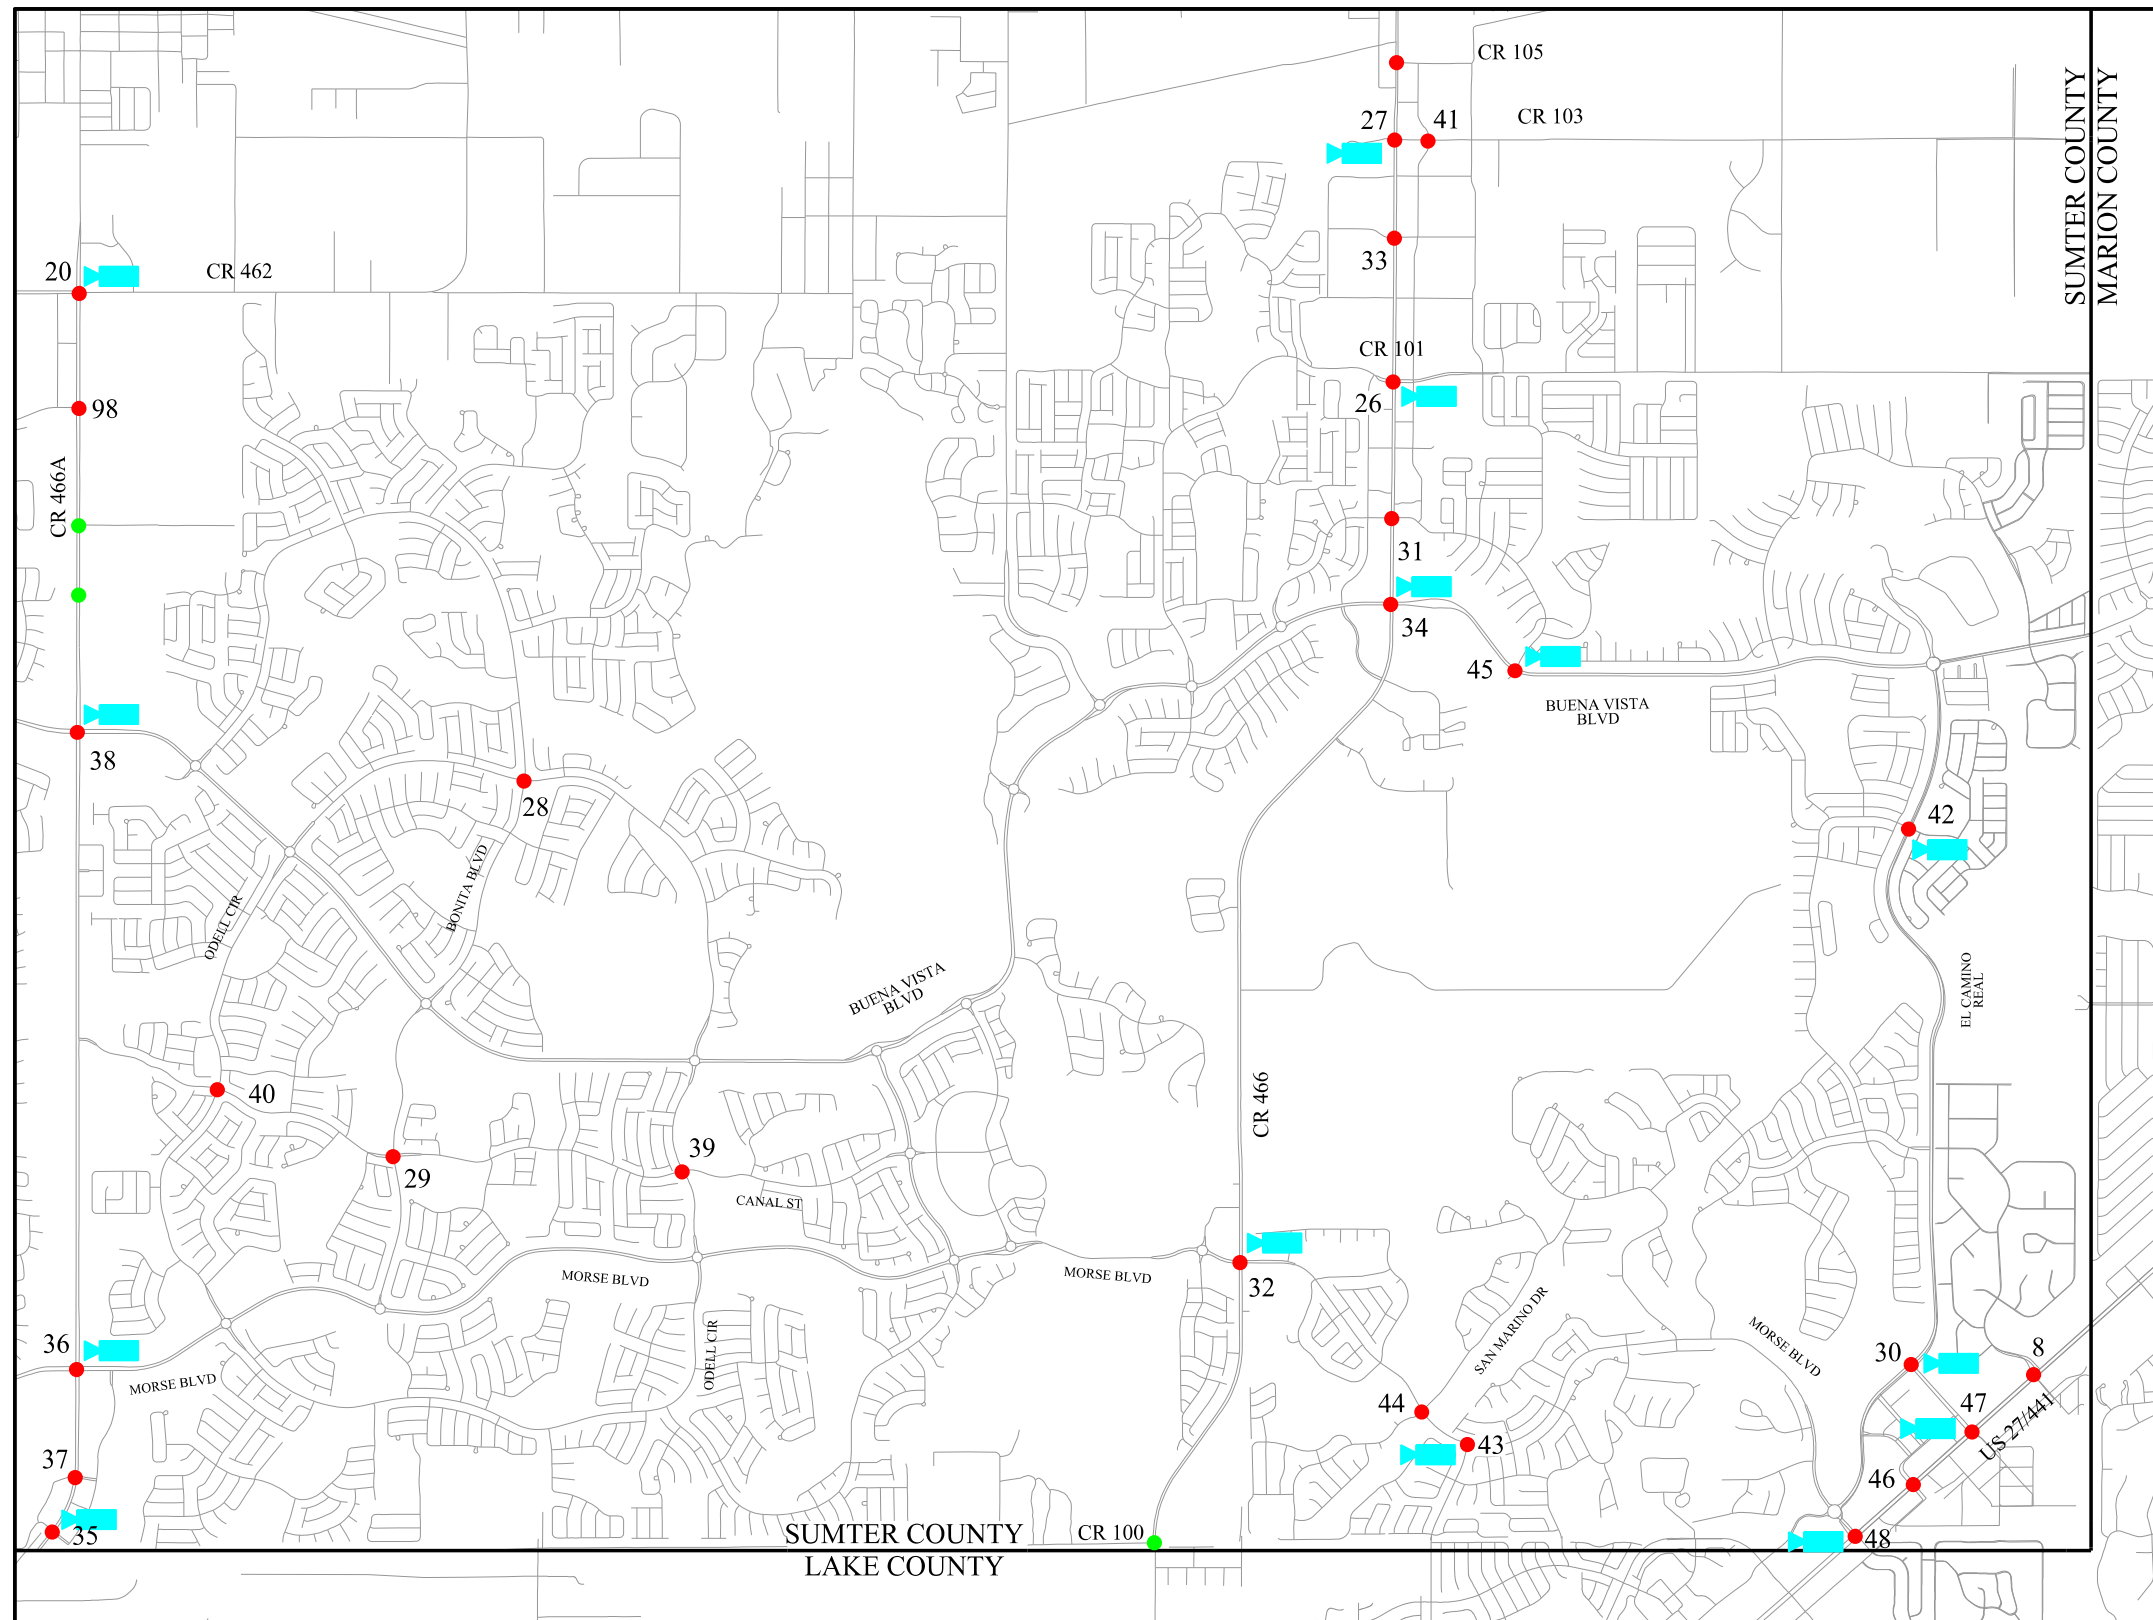 CR 105
27
41
CR 103
SUMTER COUNTY
MARION COUNTY
33
20
CR 462
CR 101
26
98
CR 466A
31
34
45
BUENA VISTA
BLVD
38
28
42
BONITA BLVD
ODELL CIR
BUENA VISTA
BLVD
EL CAMINO
REAL
40
CR 466
39
29
CANAL ST
MORSE BLVD
MORSE BLVD
32
SAN MARINO DR
MORSE BLVD
36
MORSE BLVD
ODELL CIR
30
8
44
47
US 27/441
43
37
46
35
SUMTER COUNTY
CR 100
48
LAKE COUNTY